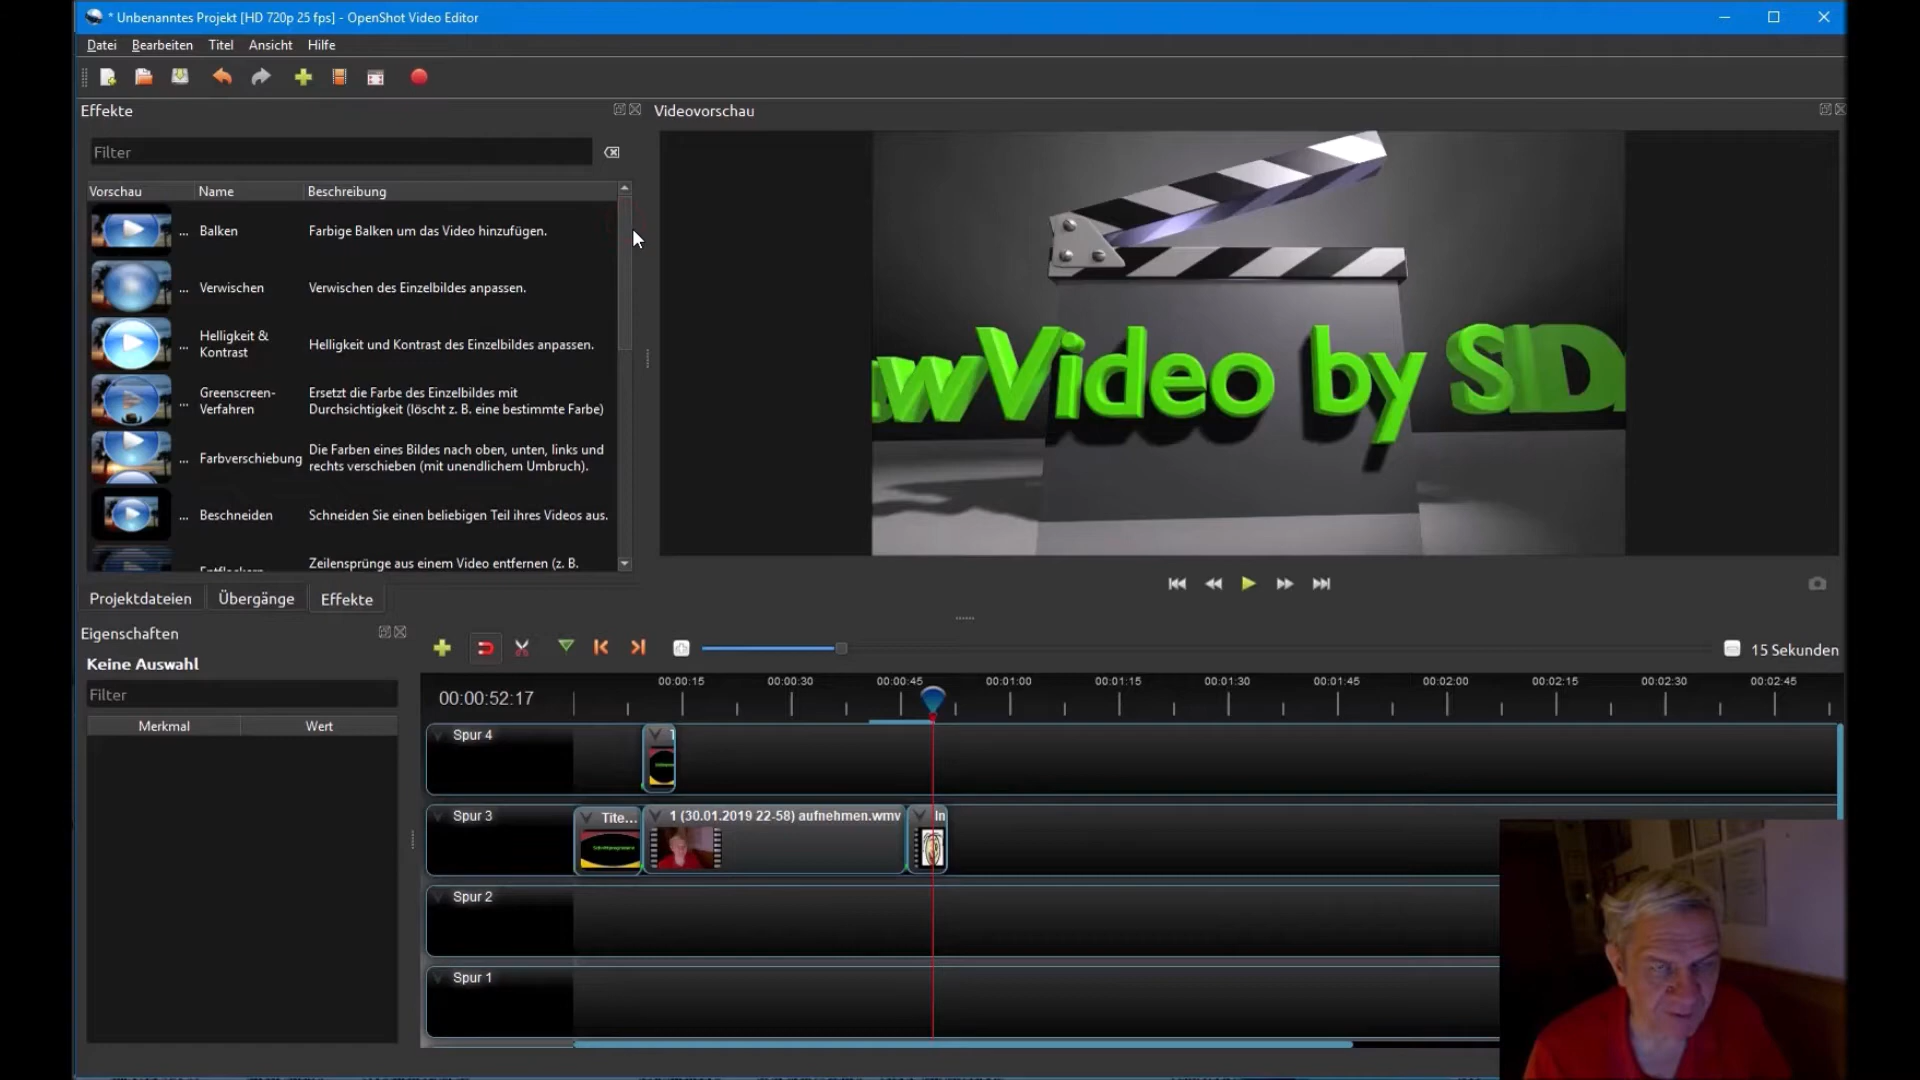 * Unbenanntes Projekt [HD 720p 25 fps] - OpenShot Video Editor
Datei Bearbeiten Titel Ansicht Hilfe
Effekte
Videovorschau
Filter
Vorschau Name Beschreibung
... Balken Farbige Balken um das Video hinzufügen.
... Verwischen Verwischen des Einzelbildes anpassen.
... Helligkeit &
Kontrast
Helligkeit und Kontrast des Einzelbildes anpassen.
... Greenscreen-
Verfahren
Ersetzt die Farbe des Einzelbildes mit
Durchsichtigkeit (löscht z. B. eine bestimmte Farbe)
... Farbverschiebung
Die Farben eines Bildes nach oben, unten, links und
rechts verschieben (mit unendlichem Umbruch).
... Beschneiden Schneiden Sie einen beliebigen Teil ihres Videos aus.
Zeilensprünge aus einem Video entfernen (z. B.
wVideo by SID
Projektdateien Übergänge Effekte
Eigenschaften
Keine Auswahl
Filter
Merkmal Wert
15 Sekunden
00:00:52:17
00:00:15 00:00:30 00:00:45 00:01:00 00:01:15 00:01:30 00:01:45 00:02:00 00:02:15 00:02:30 00:02:45
Spur 4
Spur 3
Tite...
1 (30.01.2019 22-58) aufnehmen.wmv
In
Spur 2
Spur 1